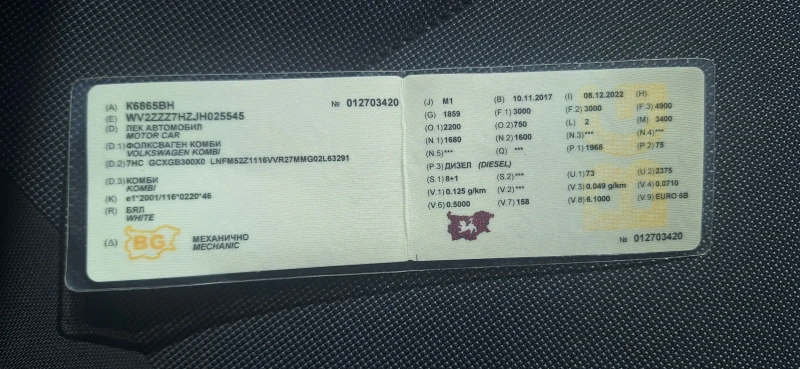 (A) K6865BH № 012703420
(E) WV2ZZZ7HZJH025545
(D) ЛЕК АВТОМОБИЛ
MOTOR CAR
(D.1) ФОЛКСВАГЕН КОМБИ
VOLKSWAGEN KOMBI
(D.2) 7HC GCXGB300X0 LNFM52Z1116VVR27MMG02L63291
(D.3) КОМБИ
KOMBI
(K) e1*2001/116*0220*46
(R) БЯЛ
WHITE
(Δ) BG МЕХАНИЧНО
MECHANIC
(J) M1 (B) 10.11.2017 (I) 08.12.2022 (H)
(G) 1859 (F.1) 3000 (F.2) 3000 (F.3) 4900
(O.1) 2200 (O.2) 750 (L) 2 (M) 3400
(N.1) 1680 (N.2) 1600 (N.3) *** (N.4) ***
(N.5) *** (Q) *** (P.1) 1968 (P.2) 75
(P.3) ДИЗЕЛ (DIESEL)
(S.1) 8+1 (S.2) *** (U.1) 73 (U.2) 2375
(V.1) 0.125 g/km (V.2) *** (V.3) 0.049 g/km (V.4) 0.0710
(V.6) 0.5000 (V.7) 158 (V.8) 6.1000 (V.9) EURO 6B
№ 012703420